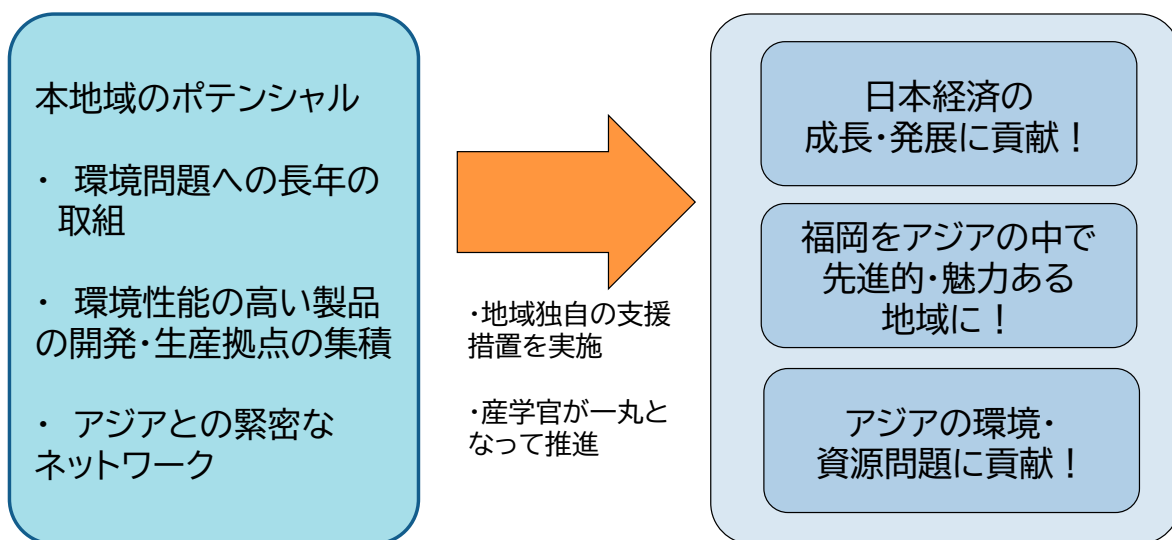 本地域のポテンシャル
・ 環境問題への長年の
取組
・ 環境性能の高い製品
の開発・生産拠点の集積
・ アジアとの緊密な
ネットワーク
・地域独自の支援
措置を実施
・産学官が一丸と
なって推進
日本経済の
成長・発展に貢献！
福岡をアジアの中で
先進的・魅力ある
地域に！
アジアの環境・
資源問題に貢献！